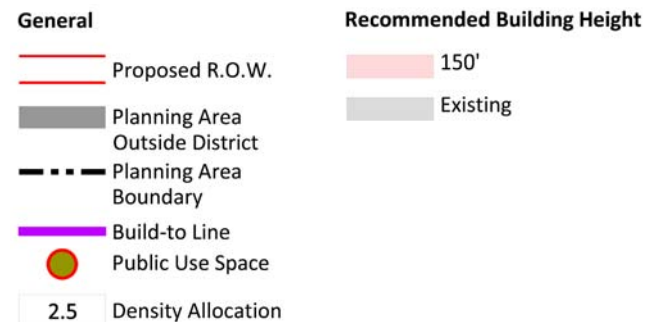 General
Proposed R.O.W.
Planning Area
Outside District
Planning Area
Boundary
Build-to Line
Public Use Space
2.5 Density Allocation
Recommended Building Height
150'
Existing